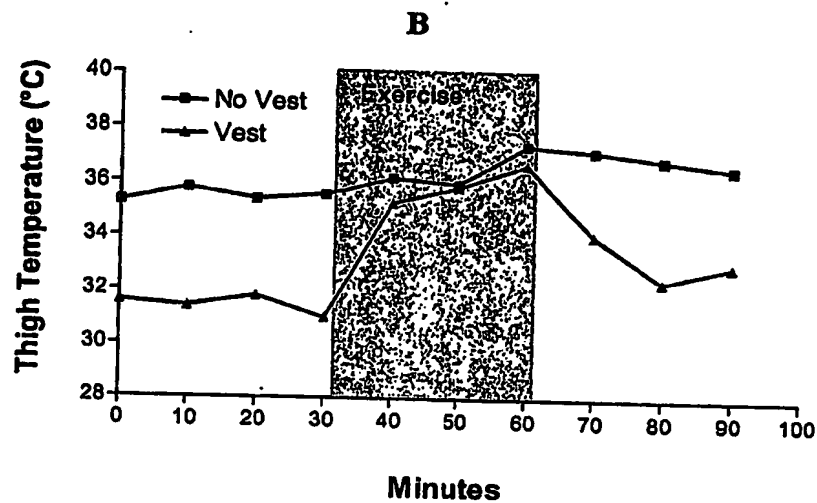 B
Thigh Temperature (°C)
40
38
36
34
32
30
28
No Vest
Vest
Exercise
0 10 20 30 40 50 60 70 80 90 100
Minutes